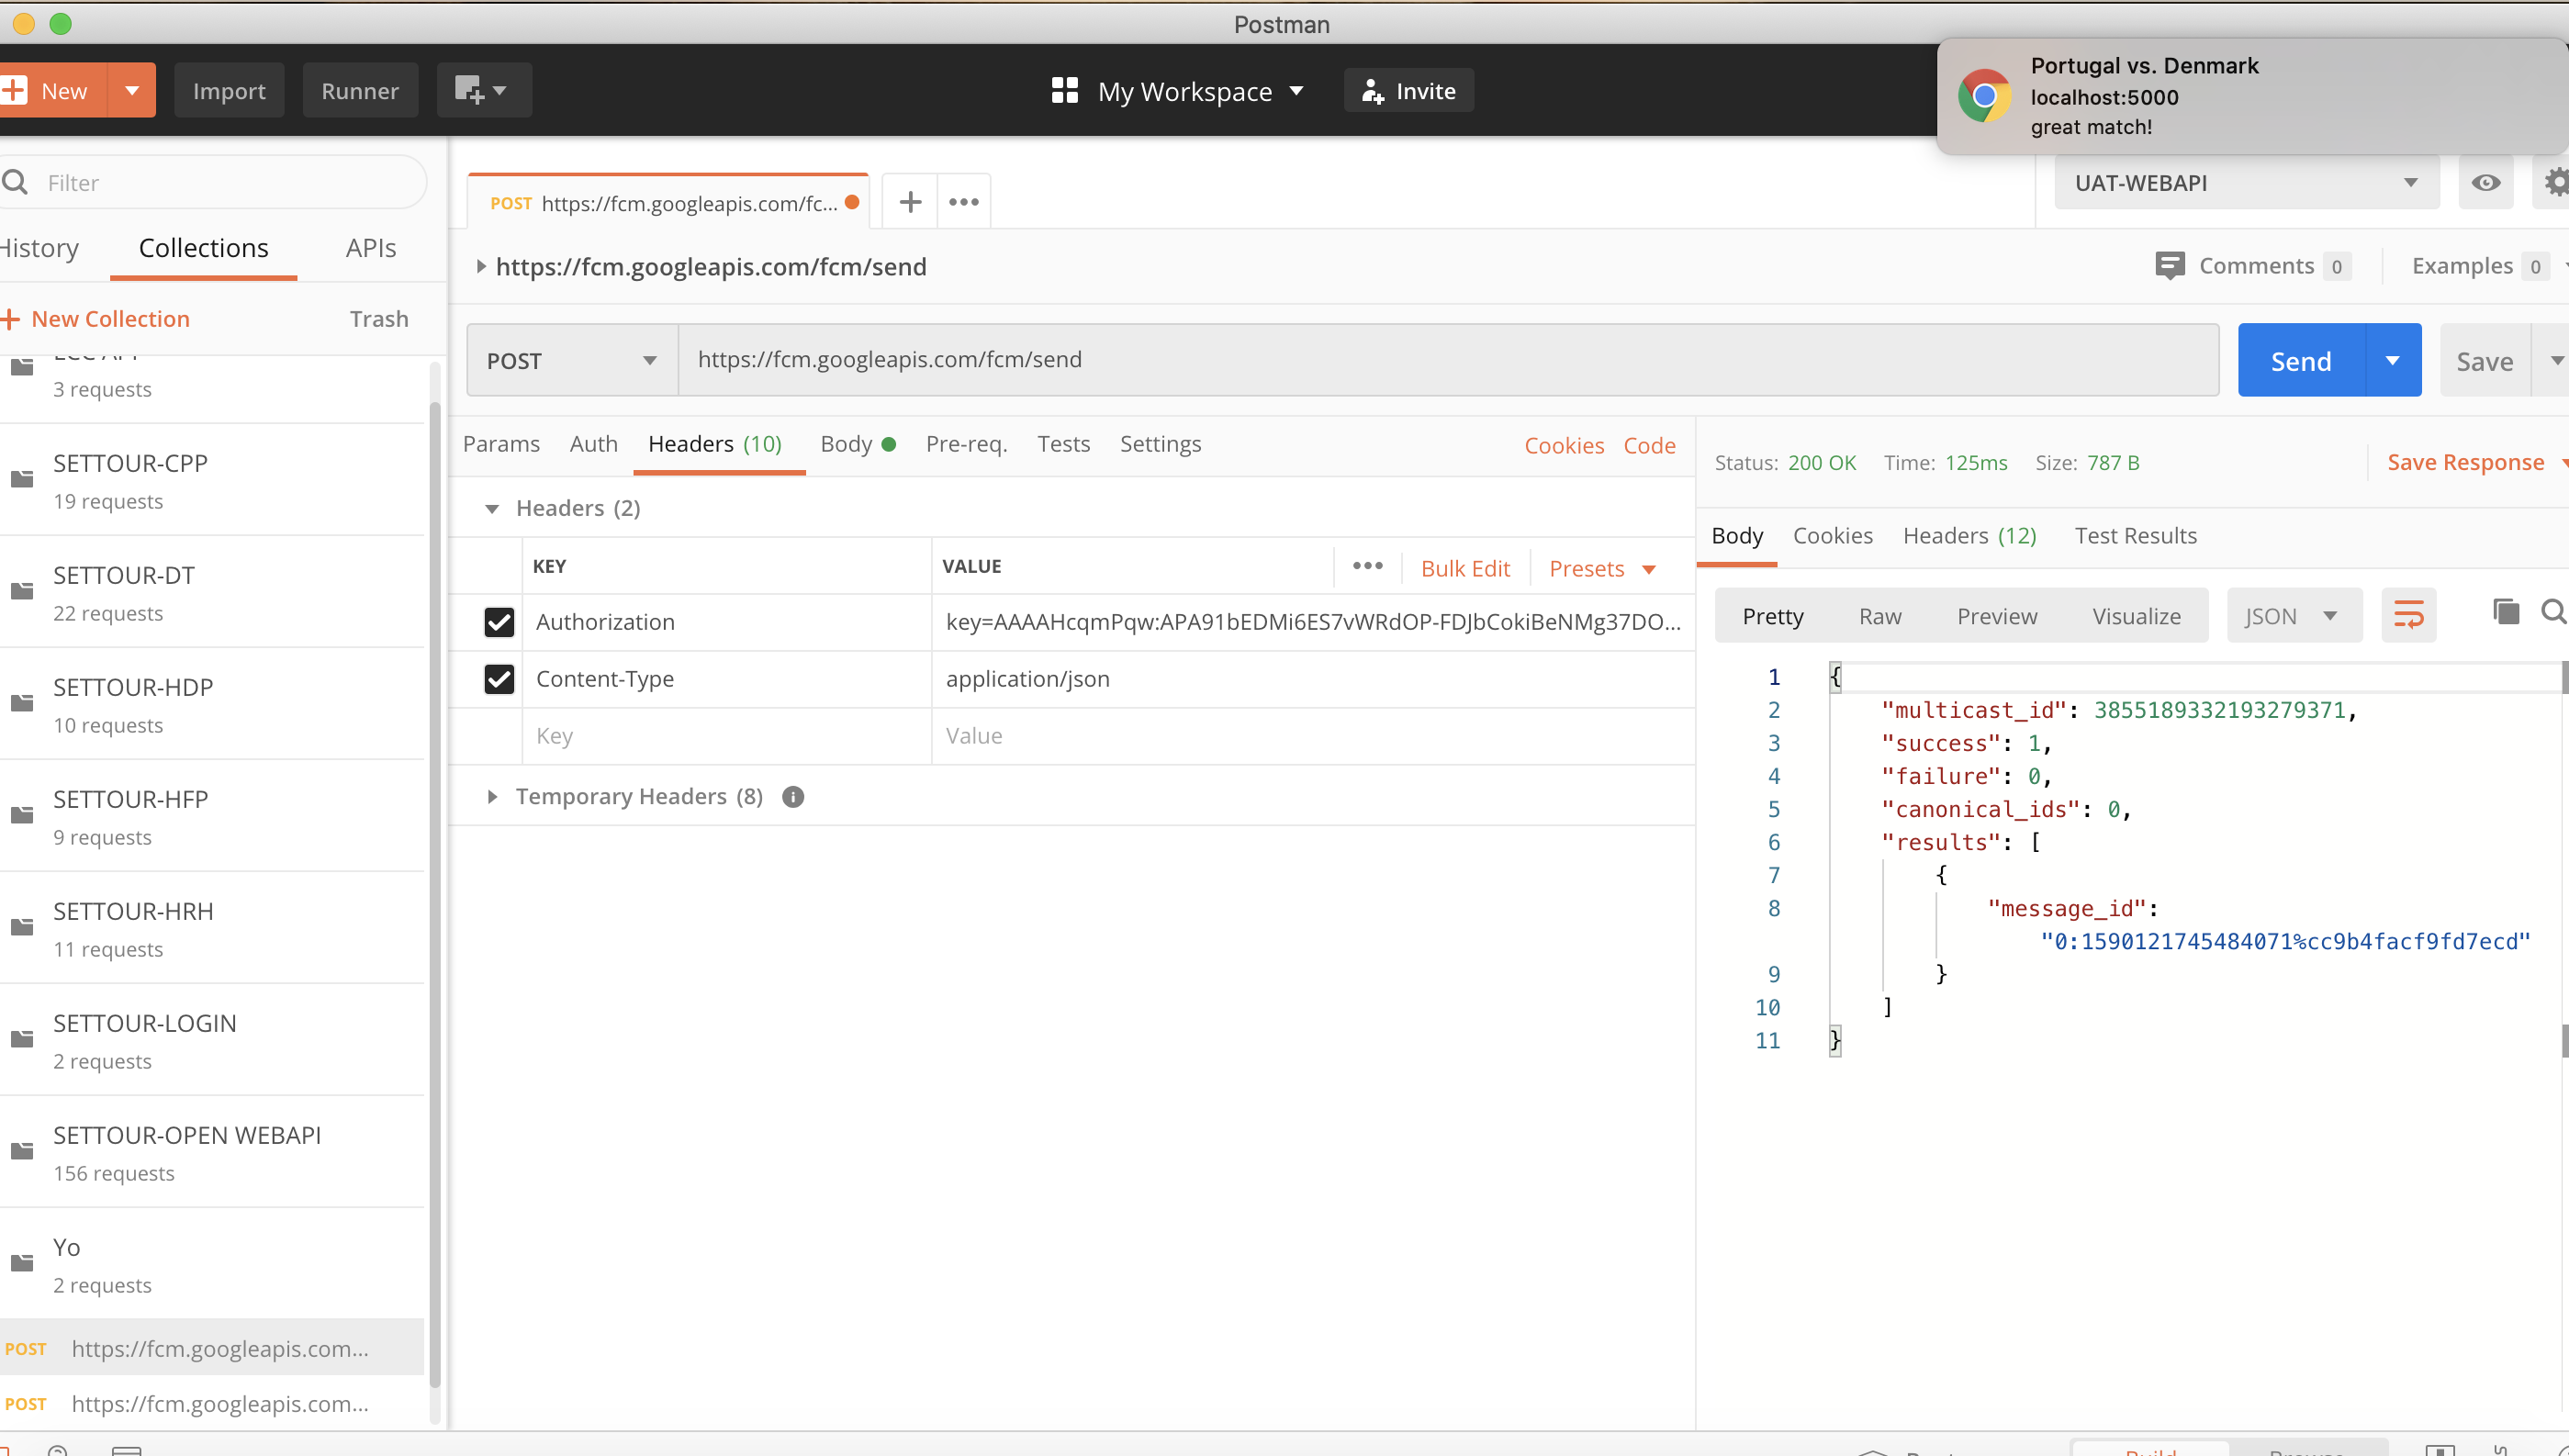 Postman
New
Import
Runner
My Workspace
Invite
Portugal vs. Denmark
localhost:5000
great match!
Filter
History
Collections
APIs
New Collection
Trash
3 requests
SETTOUR-CPP
19 requests
SETTOUR-DT
22 requests
SETTOUR-HDP
10 requests
SETTOUR-HFP
9 requests
SETTOUR-HRH
11 requests
SETTOUR-LOGIN
2 requests
SETTOUR-OPEN WEBAPI
156 requests
Yo
2 requests
POST https://fcm.googleapis.com...
POST https://fcm.googleapis.com...
POST https://fcm.googleapis.com/fc...
UAT-WEBAPI
https://fcm.googleapis.com/fcm/send
Comments 0
Examples 0
POST
https://fcm.googleapis.com/fcm/send
Send
Save
Params Auth Headers (10) Body Pre-req. Tests Settings
Cookies Code
Headers (2)
KEY VALUE
Bulk Edit Presets
Authorization key=AAAAHcqmPqw:APA91bEDMi6ES7vWRdOP-FDJbCokiBeNMg37DO...
Content-Type application/json
Key Value
Temporary Headers (8)
Status: 200 OK Time: 125ms Size: 787 B
Save Response
Body Cookies Headers (12) Test Results
Pretty Raw Preview Visualize JSON
1 {
2 "multicast_id": 3855189332193279371,
3 "success": 1,
4 "failure": 0,
5 "canonical_ids": 0,
6 "results": [
7 {
8 "message_id":
"0:1590121745484071%cc9b4facf9fd7ecd"
9 }
10 ]
11 }
Build
Browse